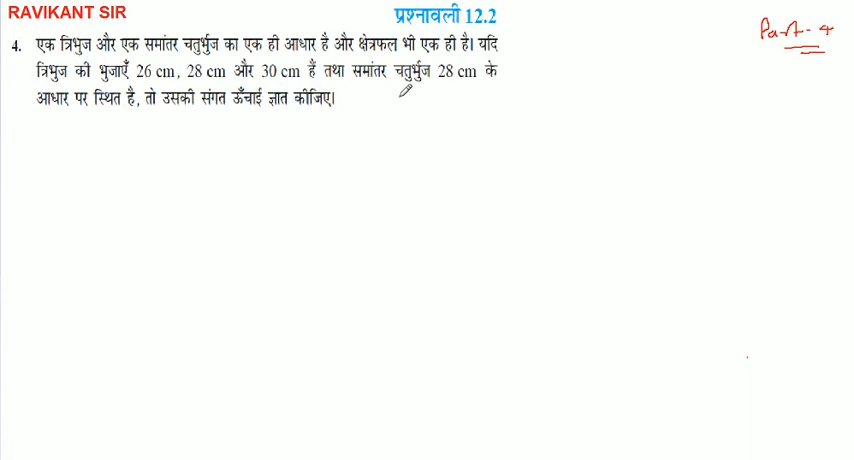 RAVIKANT SIR
प्रश्नावली 12.2
Part-4
4. एक त्रिभुज और एक समांतर चतुर्भुज का एक ही आधार है और क्षेत्रफल भी एक ही है। यदि
त्रिभुज की भुजाएँ 26 cm, 28 cm और 30 cm हैं तथा समांतर चतुर्भुज 28 cm के
आधार पर स्थित है, तो उसकी संगत ऊँचाई ज्ञात कीजिए।